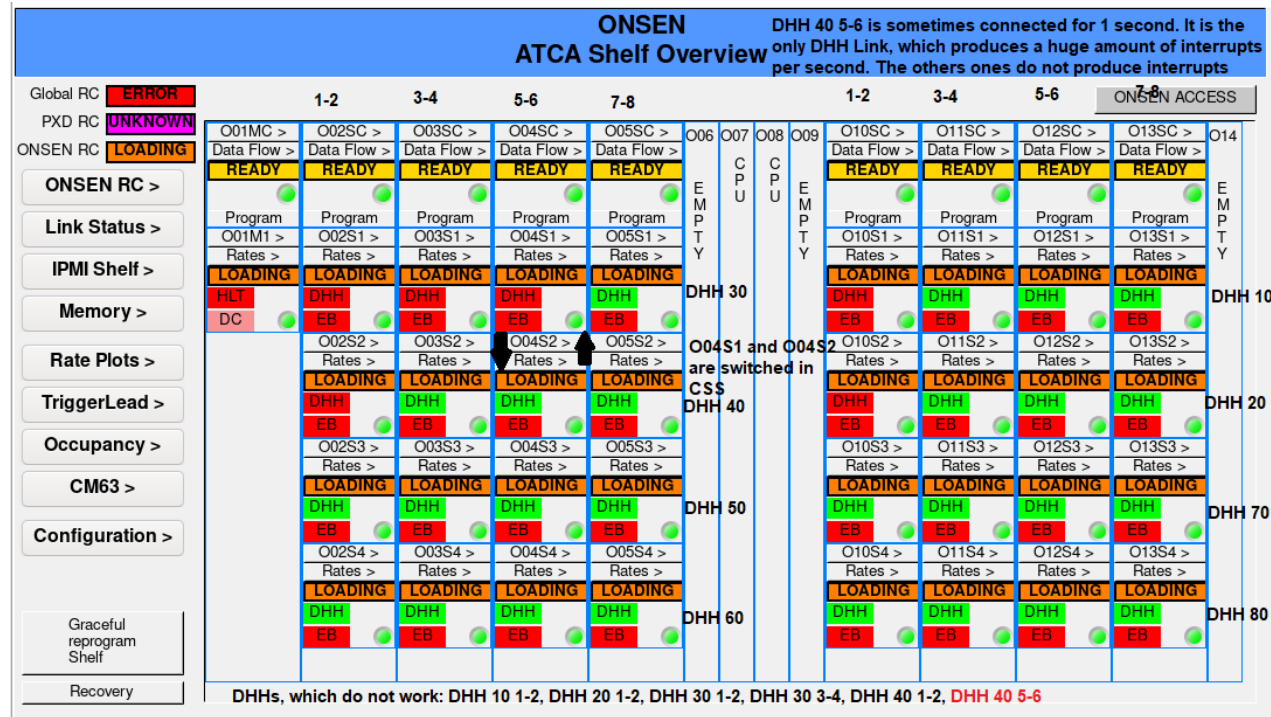 ONSEN
ATCA Shelf Overview
DHH 40 5-6 is sometimes connected for 1 second. It is the
only DHH Link, which produces a huge amount of interrupts
per second. The others ones do not produce interrupts
Global RC ERROR
PXD RC UNKNOWN
ONSEN RC LOADING
1-2 3-4 5-6 7-8 1-2 3-4 5-6 7-8
ONSEN ACCESS
ONSEN RC >
Link Status >
IPMI Shelf >
Memory >
Rate Plots >
TriggerLead >
Occupancy >
CM63 >
Configuration >
Graceful
reprogram
Shelf
Recovery
O01MC > O02SC > O03SC > O04SC > O05SC > O06 O07 O08 O09 O10SC > O11SC > O12SC > O13SC > O14
Data Flow > Data Flow > Data Flow > Data Flow > Data Flow > Data Flow > Data Flow > Data Flow > Data Flow >
READY READY READY READY READY READY READY READY READY
EMPTY CPU CPU EMPTY EMPTY
Program Program Program Program Program Program Program Program Program
O01M1 > O02S1 > O03S1 > O04S1 > O05S1 > O10S1 > O11S1 > O12S1 > O13S1 >
Rates > Rates > Rates > Rates > Rates > Rates > Rates > Rates > Rates >
LOADING LOADING LOADING LOADING LOADING LOADING LOADING LOADING LOADING
HLT DHH DHH DHH DHH DHH 30 DHH DHH DHH DHH DHH 10
DC EB EB EB EB EB EB EB EB
O02S2 > O03S2 > O04S2 > O05S2 > O10S2 > O11S2 > O12S2 > O13S2 >
O04S1 and O04S2
are switched in
CSS
Rates > Rates > Rates > Rates > Rates > Rates > Rates > Rates >
LOADING LOADING LOADING LOADING LOADING LOADING LOADING LOADING
DHH DHH DHH DHH DHH 40 DHH DHH DHH DHH DHH 20
EB EB EB EB EB EB EB EB
O02S3 > O03S3 > O04S3 > O05S3 > O10S3 > O11S3 > O12S3 > O13S3 >
Rates > Rates > Rates > Rates > Rates > Rates > Rates > Rates >
LOADING LOADING LOADING LOADING LOADING LOADING LOADING LOADING
DHH DHH DHH DHH DHH 50 DHH DHH DHH DHH DHH 70
EB EB EB EB EB EB EB EB
O02S4 > O03S4 > O04S4 > O05S4 > O10S4 > O11S4 > O12S4 > O13S4 >
Rates > Rates > Rates > Rates > Rates > Rates > Rates > Rates >
LOADING LOADING LOADING LOADING LOADING LOADING LOADING LOADING
DHH DHH DHH DHH DHH 60 DHH DHH DHH DHH DHH 80
EB EB EB EB EB EB EB EB
DHHs, which do not work: DHH 10 1-2, DHH 20 1-2, DHH 30 1-2, DHH 30 3-4, DHH 40 1-2, DHH 40 5-6